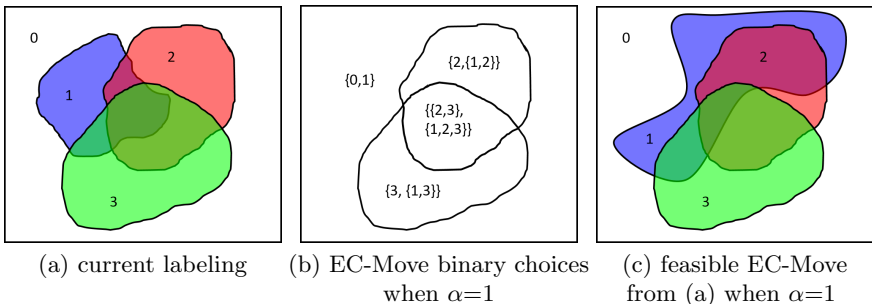 0
2
1
3
(a) current labeling
{0,1}
{2,{1,2}}
{{2,3},
{1,2,3}}
{3, {1,3}}
(b) EC-Move binary choices
when α=1
0
2
1
3
(c) feasible EC-Move
from (a) when α=1